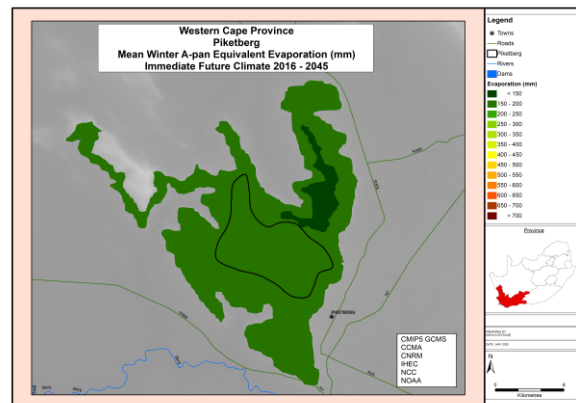 Western Cape Province
Piketberg
Mean Winter A-pan Equivalent Evaporation (mm)
Immediate Future Climate 2016 - 2045
PIKETBERG
CMIP5 GCMS
CCMA
CNRM
IHEC
NCC
NOAA
Legend
Towns
Roads
Piketberg
Rivers
Dams
Evaporation (mm)
< 150
150 - 200
200 - 250
250 - 300
300 - 350
350 - 400
400 - 450
450 - 500
500 - 550
550 - 600
600 - 650
650 - 700
> 700
Province
N
Kilometres